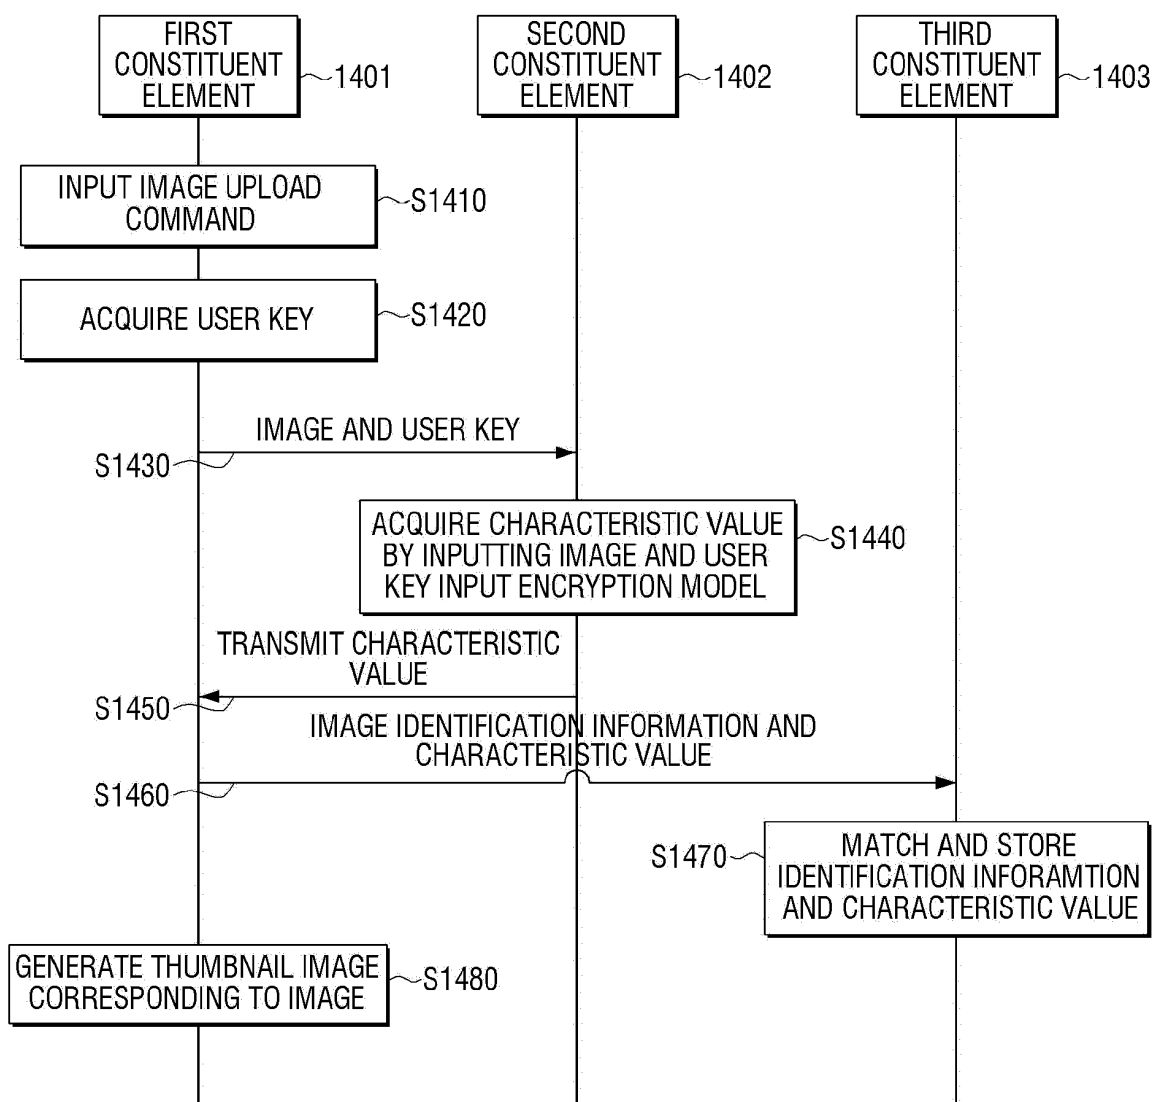 FIRST
CONSTITUENT
ELEMENT
1401
SECOND
CONSTITUENT
ELEMENT
1402
THIRD
CONSTITUENT
ELEMENT
1403
INPUT IMAGE UPLOAD
COMMAND
S1410
ACQUIRE USER KEY
S1420
IMAGE AND USER KEY
S1430
ACQUIRE CHARACTERISTIC VALUE
BY INPUTTING IMAGE AND USER
KEY INPUT ENCRYPTION MODEL
S1440
TRANSMIT CHARACTERISTIC
VALUE
S1450
IMAGE IDENTIFICATION INFORMATION AND
CHARACTERISTIC VALUE
S1460
S1470
MATCH AND STORE
IDENTIFICATION INFORAMTION
AND CHARACTERISTIC VALUE
GENERATE THUMBNAIL IMAGE
CORRESPONDING TO IMAGE
S1480